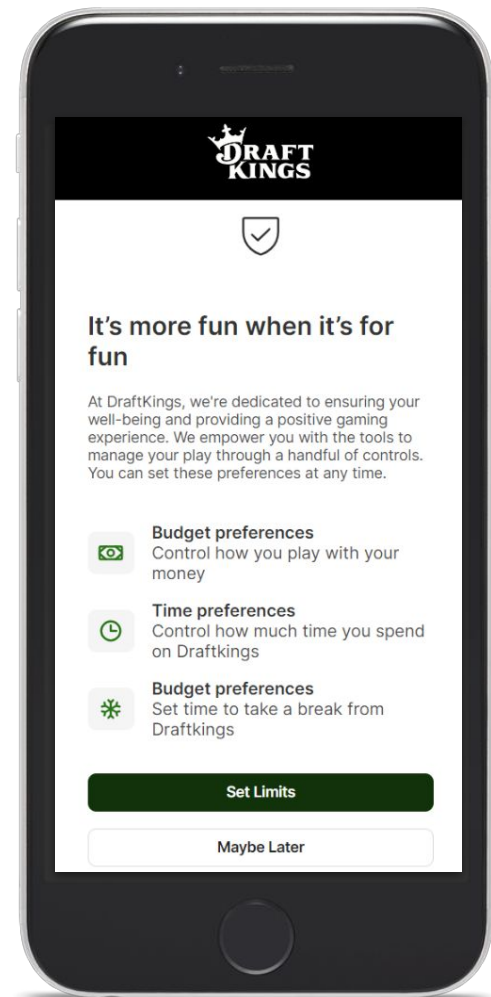 DRAFT
KINGS
It's more fun when it's for
fun
At DraftKings, we're dedicated to ensuring your
well-being and providing a positive gaming
experience. We empower you with the tools to
manage your play through a handful of controls.
You can set these preferences at any time.
Budget preferences
Control how you play with your
money
Time preferences
Control how much time you spend
on Draftkings
Budget preferences
Set time to take a break from
Draftkings
Set Limits
Maybe Later